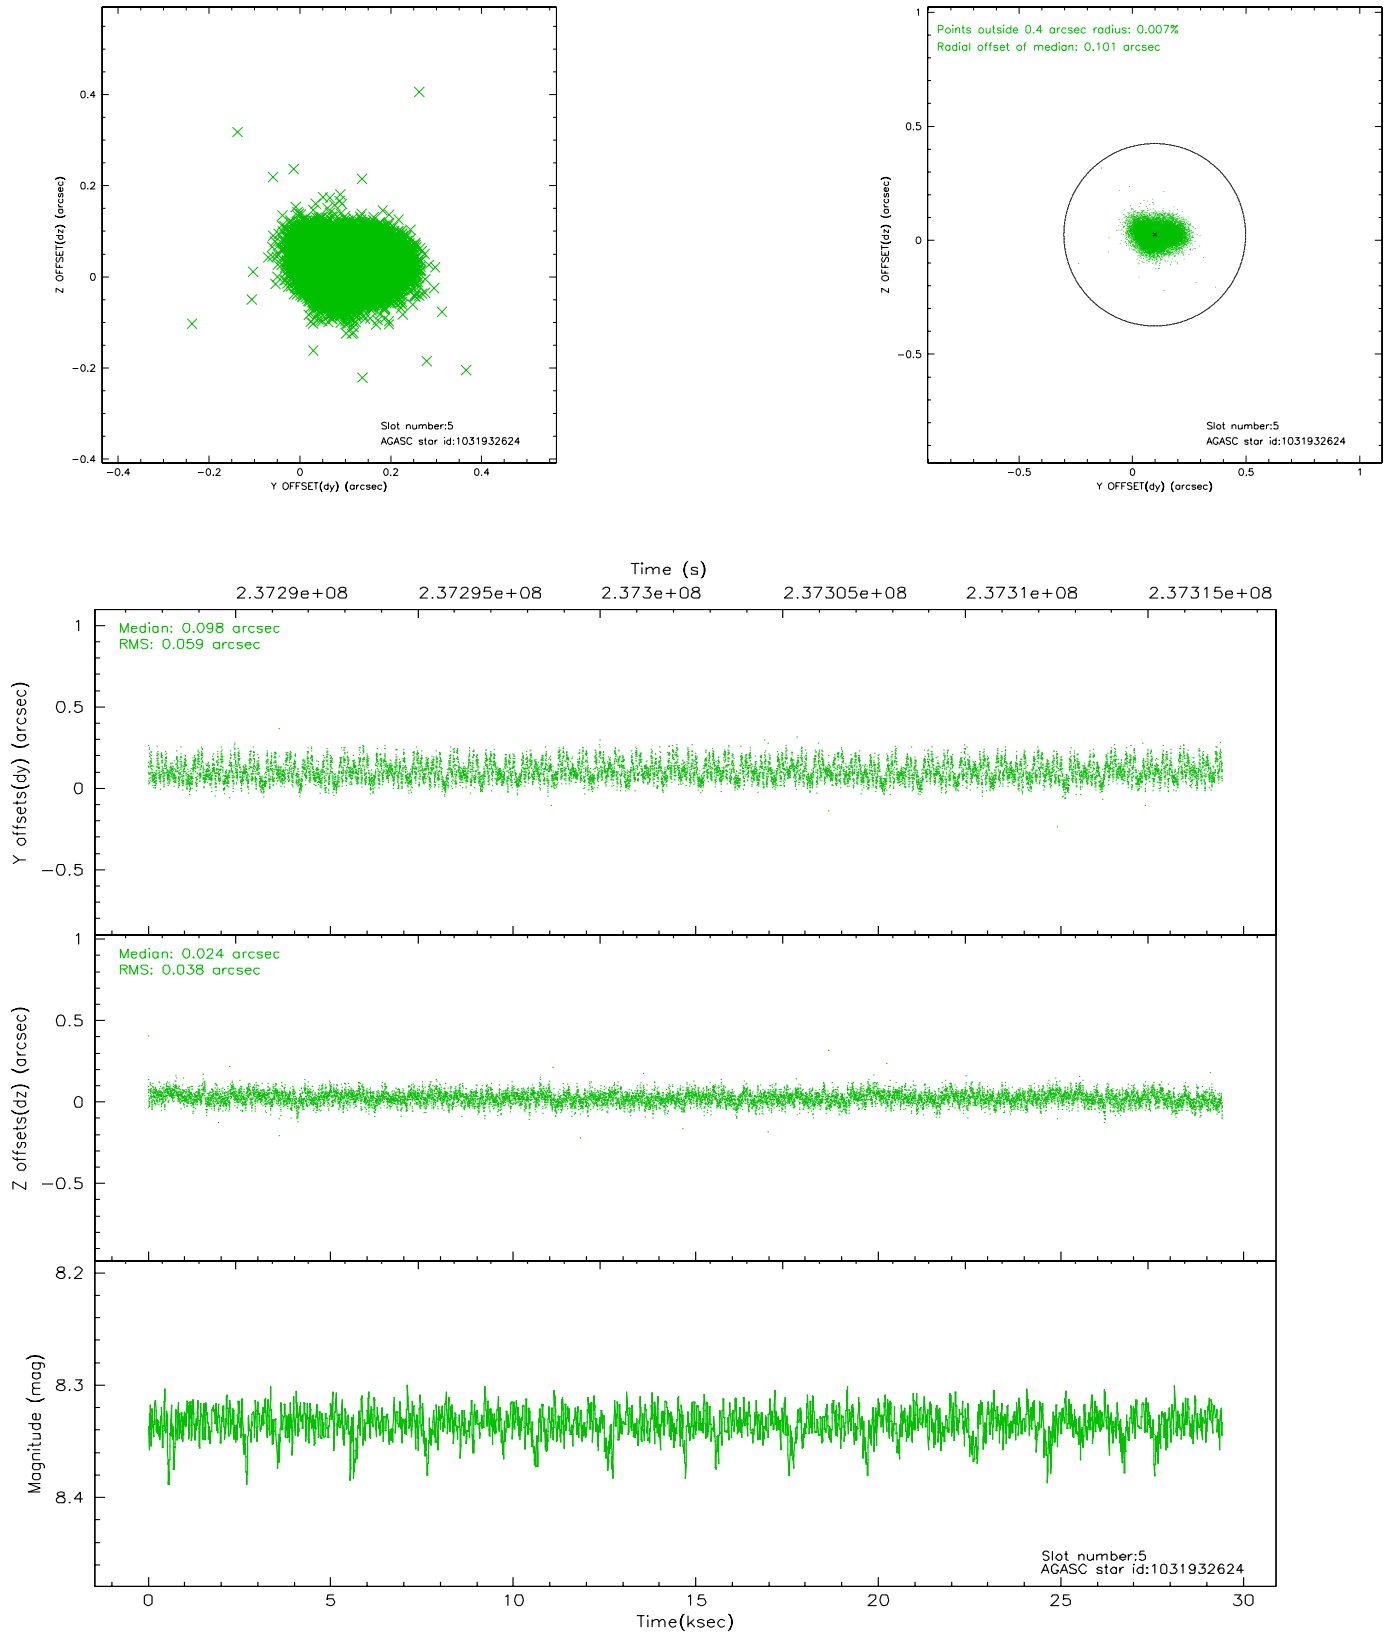 0.4
0.2
0
−0.2
−0.4
Z OFFSET(dz) (arcsec)
Slot number:5
AGASC star id:1031932624
−0.4 −0.2 0 0.2 0.4
Y OFFSET(dy) (arcsec)
Points outside 0.4 arcsec radius: 0.007%
Radial offset of median: 0.101 arcsec
1
0.5
0
−0.5
Z OFFSET(dz) (arcsec)
Slot number:5
AGASC star id:1031932624
−0.5 0 0.5 1
Y OFFSET(dy) (arcsec)
Time (s)
2.3729e+08 2.37295e+08 2.373e+08 2.37305e+08 2.3731e+08 2.37315e+08
Median: 0.098 arcsec
RMS: 0.059 arcsec
1
0.5
0
−0.5
Y offsets(dy) (arcsec)
Median: 0.024 arcsec
RMS: 0.038 arcsec
1
0.5
0
−0.5
Z offsets(dz) (arcsec)
8.2
8.3
8.4
Magnitude (mag)
Slot number:5
AGASC star id:1031932624
0 5 10 15 20 25 30
Time(ksec)